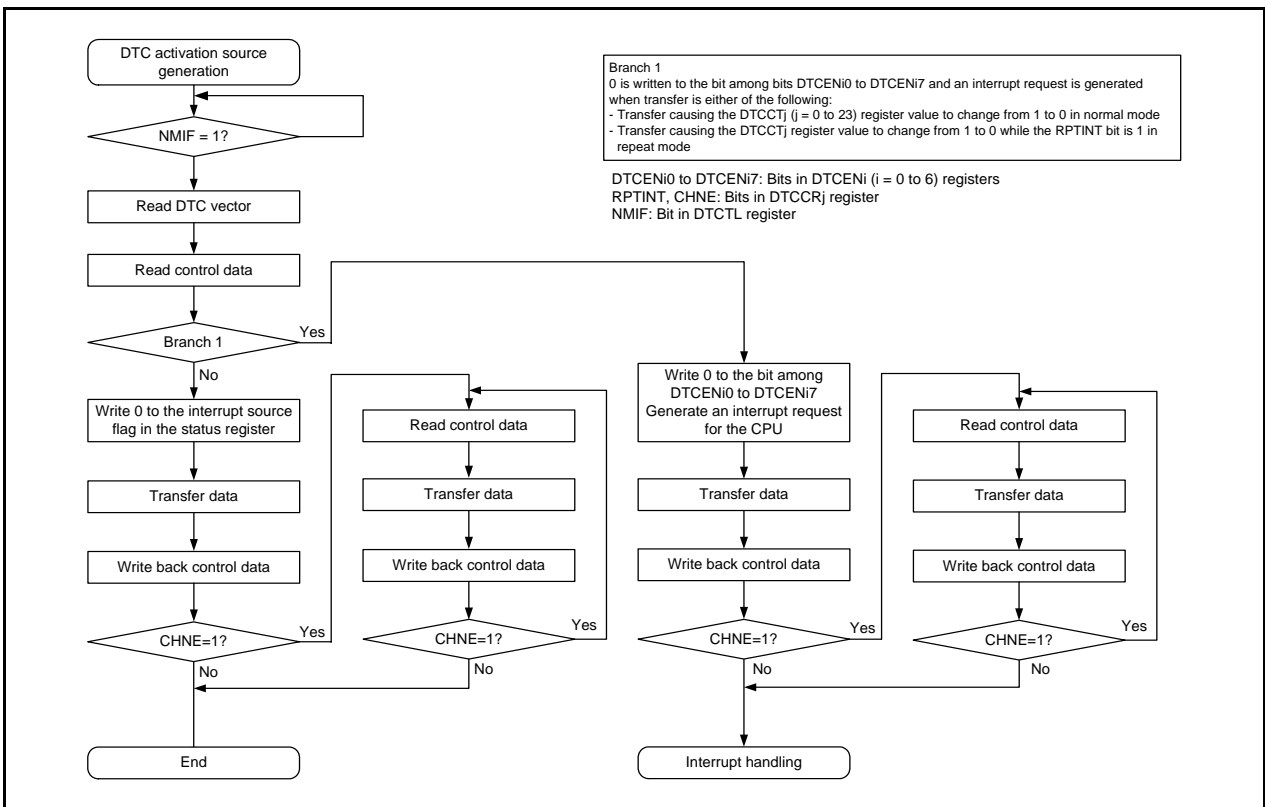 DTC activation source
generation
NMIF = 1?
Read DTC vector
Read control data
Branch 1
Yes
No
Write 0 to the interrupt source
flag in the status register
Transfer data
Write back control data
CHNE=1?
Yes
No
End
Read control data
Transfer data
Write back control data
CHNE=1?
Yes
No
Branch 1
0 is written to the bit among bits DTCENi0 to DTCENi7 and an interrupt request is generated
when transfer is either of the following:
- Transfer causing the DTCCTj (j = 0 to 23) register value to change from 1 to 0 in normal mode
- Transfer causing the DTCCTj register value to change from 1 to 0 while the RPTINT bit is 1 in
repeat mode
DTCENi0 to DTCENi7: Bits in DTCENi (i = 0 to 6) registers
RPTINT, CHNE: Bits in DTCCRj register
NMIF: Bit in DTCTL register
Write 0 to the bit among
DTCENi0 to DTCENi7
Generate an interrupt request
for the CPU
Transfer data
Write back control data
CHNE=1?
Yes
No
Interrupt handling
Read control data
Transfer data
Write back control data
CHNE=1?
Yes
No